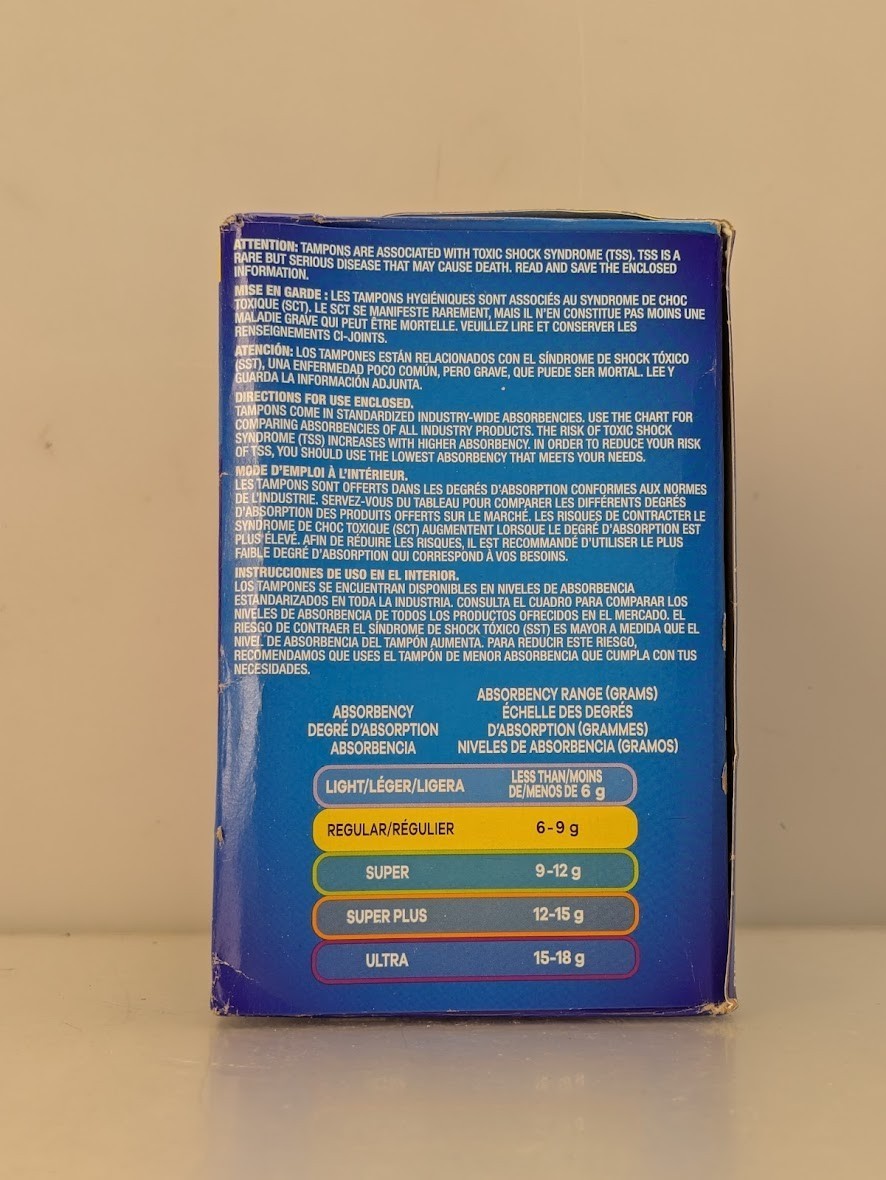 ATTENTION: TAMPONS ARE ASSOCIATED WITH TOXIC SHOCK SYNDROME (TSS). TSS IS A
RARE BUT SERIOUS DISEASE THAT MAY CAUSE DEATH. READ AND SAVE THE ENCLOSED
INFORMATION.
MISE EN GARDE : LES TAMPONS HYGIÉNIQUES SONT ASSOCIÉS AU SYNDROME DE CHOC
TOXIQUE (SCT). LE SCT SE MANIFESTE RAREMENT, MAIS IL N'EN CONSTITUE PAS MOINS UNE
MALADIE GRAVE QUI PEUT ÊTRE MORTELLE. VEUILLEZ LIRE ET CONSERVER LES
RENSEIGNEMENTS CI-JOINTS.
ATENCIÓN: LOS TAMPONES ESTÁN RELACIONADOS CON EL SÍNDROME DE SHOCK TÓXICO
(SST), UNA ENFERMEDAD POCO COMÚN, PERO GRAVE, QUE PUEDE SER MORTAL. LEE Y
GUARDA LA INFORMACIÓN ADJUNTA.
DIRECTIONS FOR USE ENCLOSED.
TAMPONS COME IN STANDARDIZED INDUSTRY-WIDE ABSORBENCIES. USE THE CHART FOR
COMPARING ABSORBENCIES OF ALL INDUSTRY PRODUCTS. THE RISK OF TOXIC SHOCK
SYNDROME (TSS) INCREASES WITH HIGHER ABSORBENCY. IN ORDER TO REDUCE YOUR RISK
OF TSS, YOU SHOULD USE THE LOWEST ABSORBENCY THAT MEETS YOUR NEEDS.
MODE D'EMPLOI À L'INTÉRIEUR.
LES TAMPONS SONT OFFERTS DANS LES DEGRÉS D'ABSORPTION CONFORMES AUX NORMES
DE L'INDUSTRIE. SERVEZ-VOUS DU TABLEAU POUR COMPARER LES DIFFÉRENTS DEGRÉS
D'ABSORPTION DES PRODUITS OFFERTS SUR LE MARCHÉ. LES RISQUES DE CONTRACTER LE
SYNDROME DE CHOC TOXIQUE (SCT) AUGMENTENT LORSQUE LE DEGRÉ D'ABSORPTION EST
PLUS ÉLEVÉ. AFIN DE RÉDUIRE LES RISQUES, IL EST RECOMMANDÉ D'UTILISER LE PLUS
FAIBLE DEGRÉ D'ABSORPTION QUI CORRESPOND À VOS BESOINS.
INSTRUCCIONES DE USO EN EL INTERIOR.
LOS TAMPONES SE ENCUENTRAN DISPONIBLES EN NIVELES DE ABSORBENCIA
ESTANDARIZADOS EN TODA LA INDUSTRIA. CONSULTA EL CUADRO PARA COMPARAR LOS
NIVELES DE ABSORBENCIA DE TODOS LOS PRODUCTOS OFRECIDOS EN EL MERCADO. EL
RIESGO DE CONTRAER EL SÍNDROME DE SHOCK TÓXICO (SST) ES MAYOR A MEDIDA QUE EL
NIVEL DE ABSORBENCIA DEL TAMPÓN AUMENTA. PARA REDUCIR ESTE RIESGO,
RECOMENDAMOS QUE USES EL TAMPÓN DE MENOR ABSORBENCIA QUE CUMPLA CON TUS
NECESIDADES.
ABSORBENCY
DEGRÉ D'ABSORPTION
ABSORBENCIA
ABSORBENCY RANGE (GRAMS)
ÉCHELLE DES DEGRÉS
D'ABSORPTION (GRAMMES)
NIVELES DE ABSORBENCIA (GRAMOS)
LIGHT/LÉGER/LIGERA
LESS THAN/MOINS
DE/MENOS DE 6 g
REGULAR/RÉGULIER 6-9 g
SUPER 9-12 g
SUPER PLUS 12-15 g
ULTRA 15-18 g